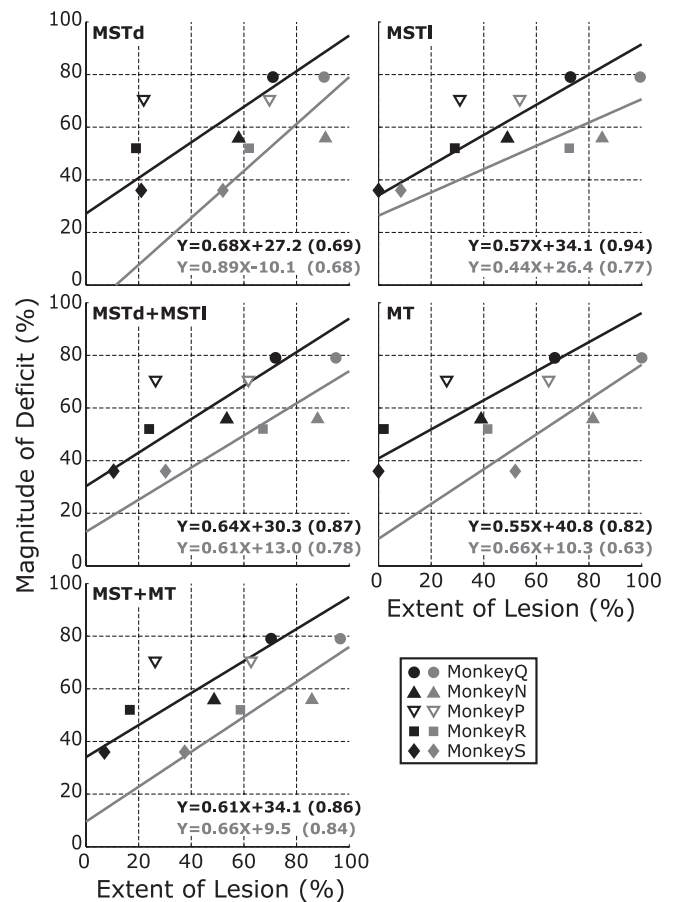 MSTd
MSTl
100
80
60
40
20
0
Y=0.68X+27.2 (0.69)
Y=0.89X-10.1 (0.68)
Y=0.57X+34.1 (0.94)
Y=0.44X+26.4 (0.77)
MSTd+MSTl
MT
100
80
60
40
20
0
Y=0.64X+30.3 (0.87)
Y=0.61X+13.0 (0.78)
Y=0.55X+40.8 (0.82)
Y=0.66X+10.3 (0.63)
0 20 40 60 80 100
Extent of Lesion (%)
Magnitude of Deficit (%)
MST+MT
100
80
60
40
20
0
Y=0.61X+34.1 (0.86)
Y=0.66X+9.5 (0.84)
0 20 40 60 80 100
Extent of Lesion (%)
MonkeyQ
MonkeyN
MonkeyP
MonkeyR
MonkeyS